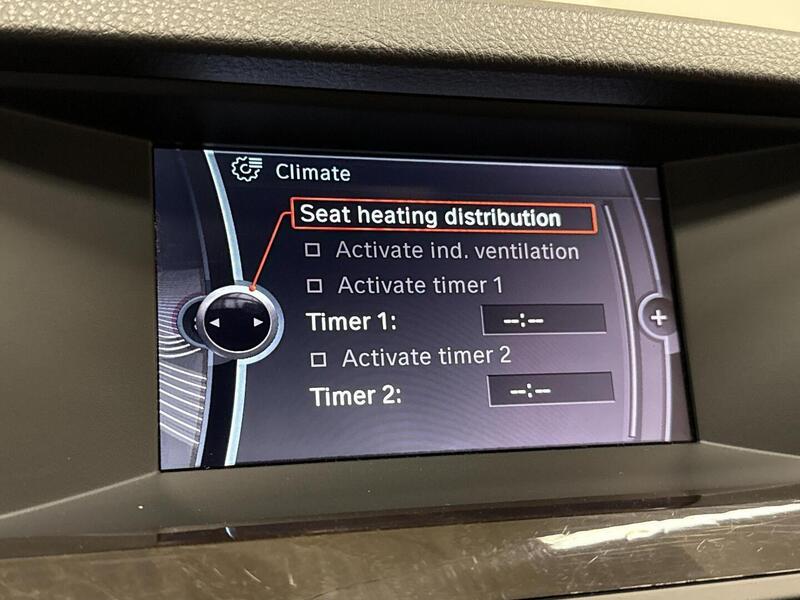 Climate
Seat heating distribution
Activate ind. ventilation
Activate timer 1
Timer 1: --:--
Activate timer 2
Timer 2: --:--
+